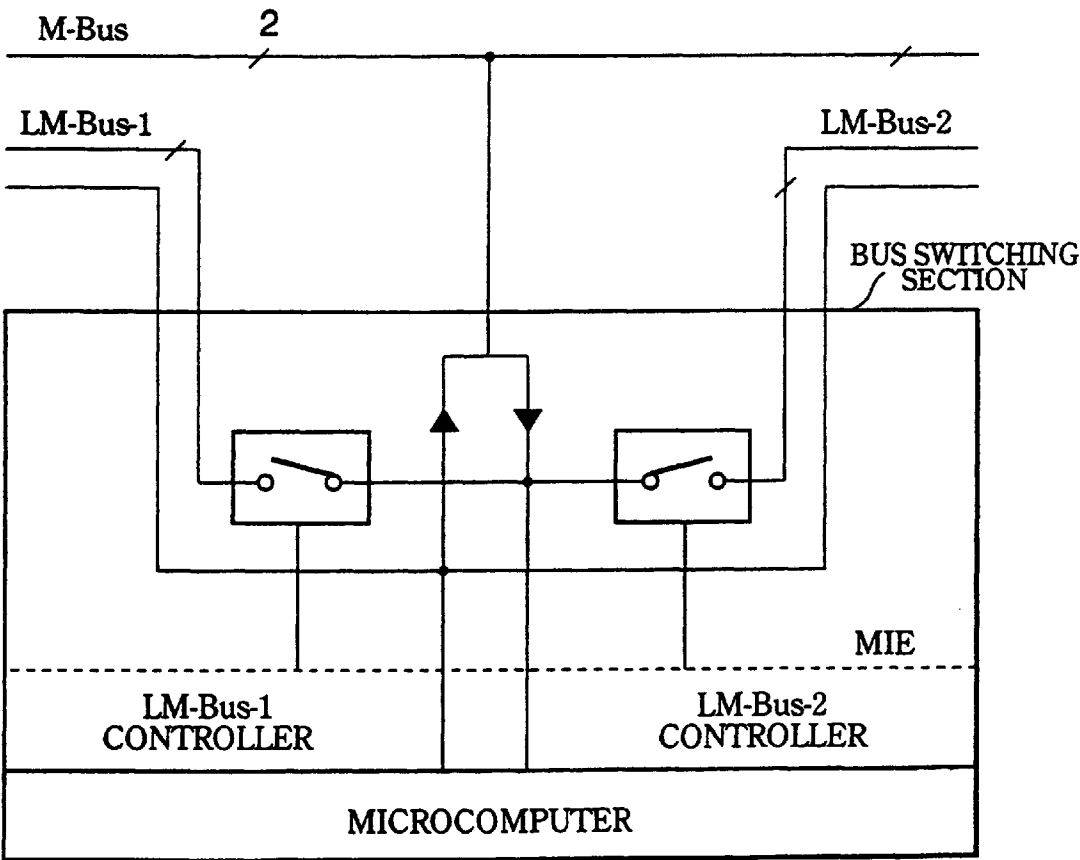 M-Bus
2
LM-Bus-1
LM-Bus-2
BUS SWITCHING
SECTION
MIE
LM-Bus-1
CONTROLLER
LM-Bus-2
CONTROLLER
MICROCOMPUTER